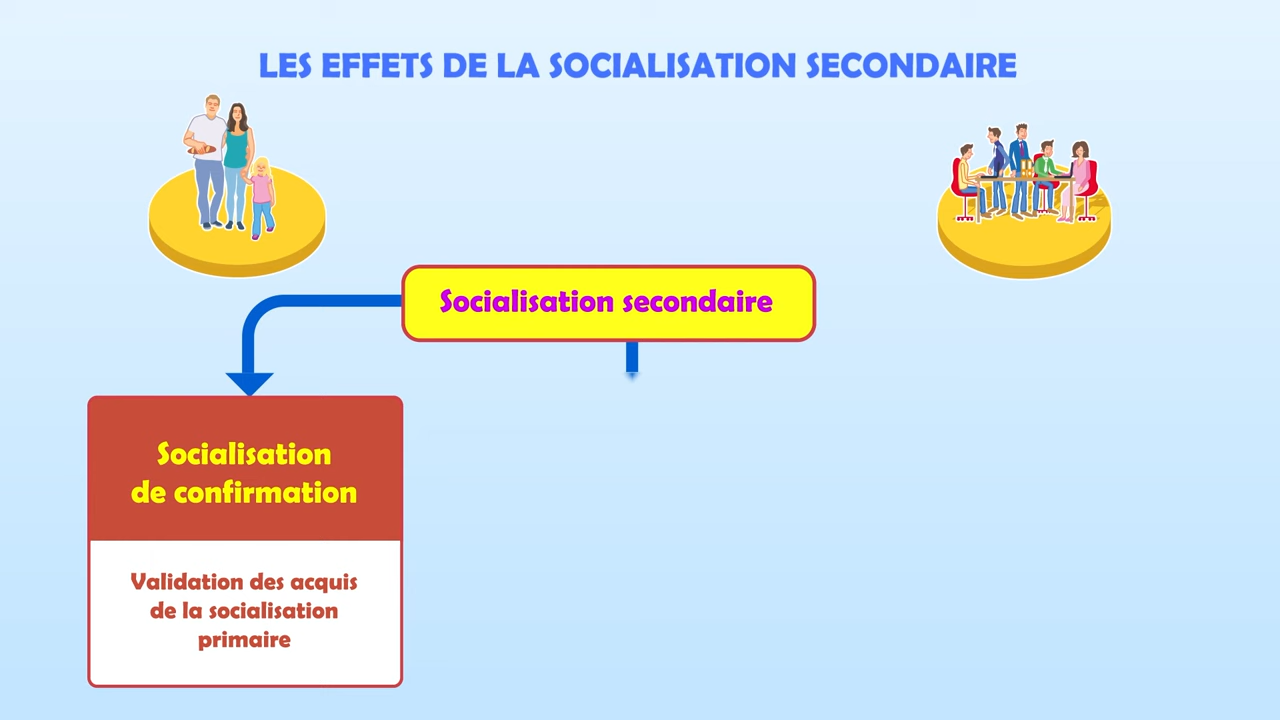 LES EFFETS DE LA SOCIALISATION SECONDAIRE
Socialisation secondaire
Socialisation
de confirmation
Validation des acquis
de la socialisation
primaire